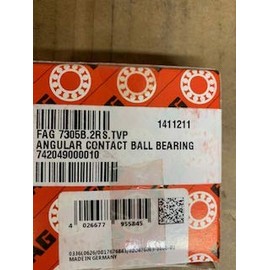 FAG 7305B.2RS.TVP
1411211
ANGULAR CONTACT BALL BEARING
742049000010
4 026677 955845
MADE IN GERMANY